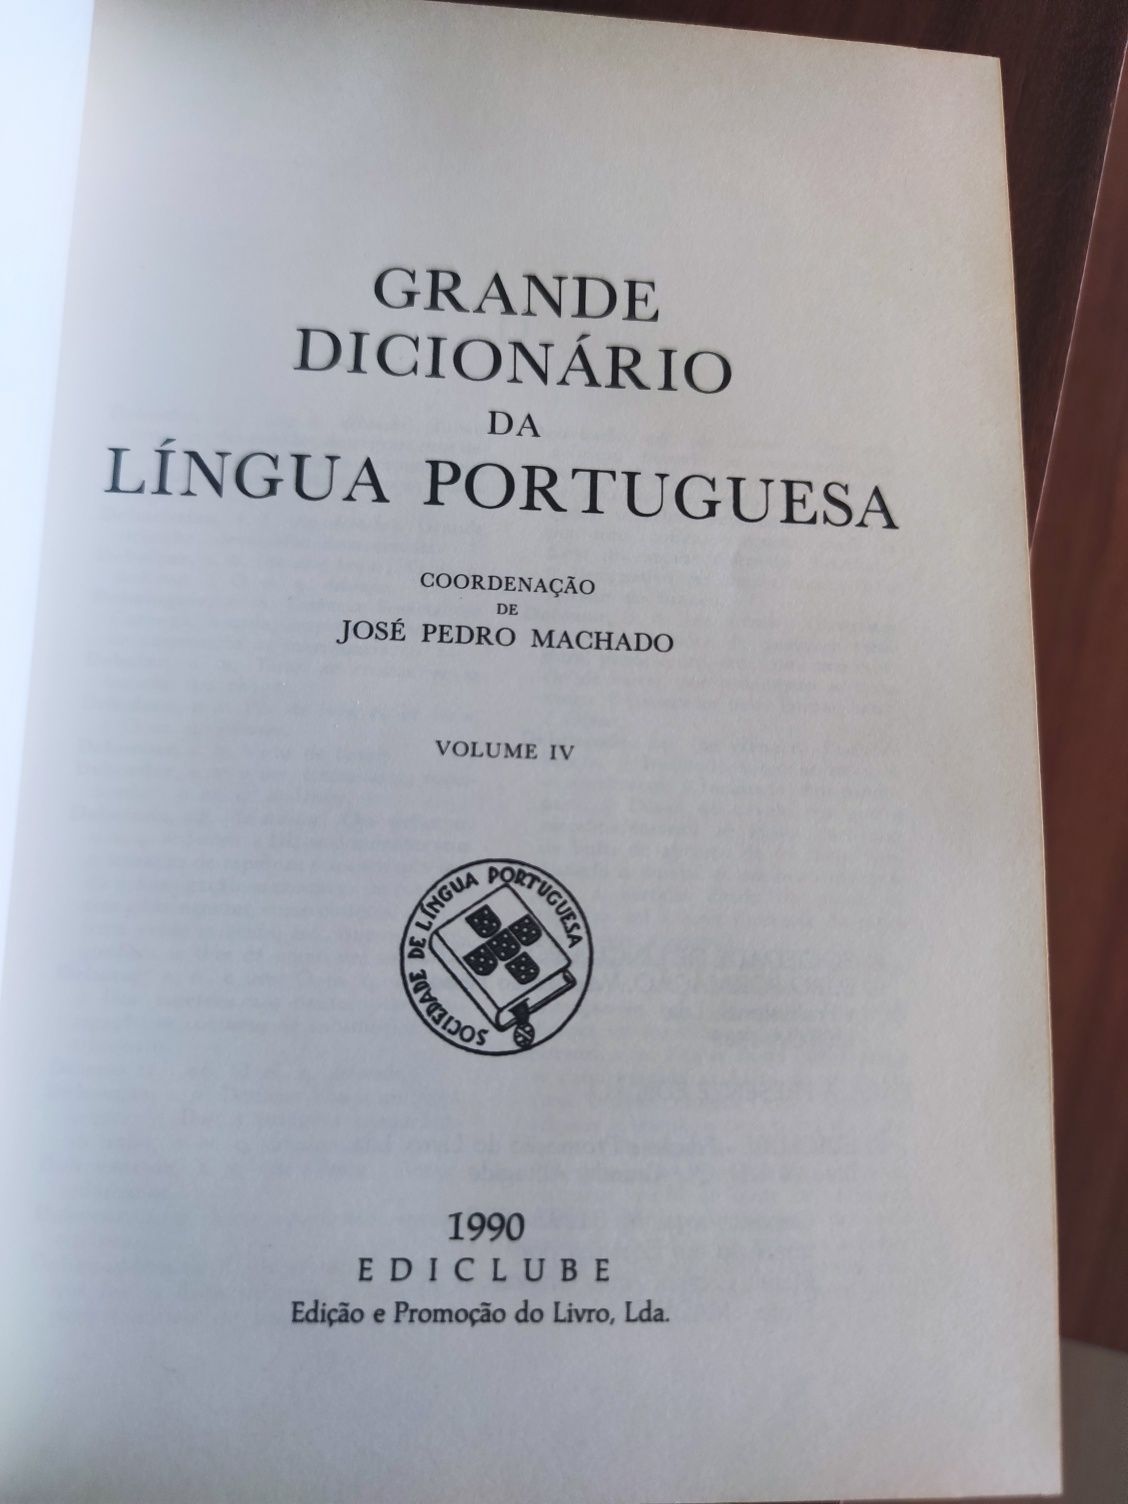 GRANDE
DICIONÁRIO
DA
LÍNGUA PORTUGUESA
COORDENAÇÃO
DE
JOSÉ PEDRO MACHADO
VOLUME IV
SOCIEDADE DE LÍNGUA PORTUGUESA
1990
EDICLUBE
Edição e Promoção do Livro, Lda.